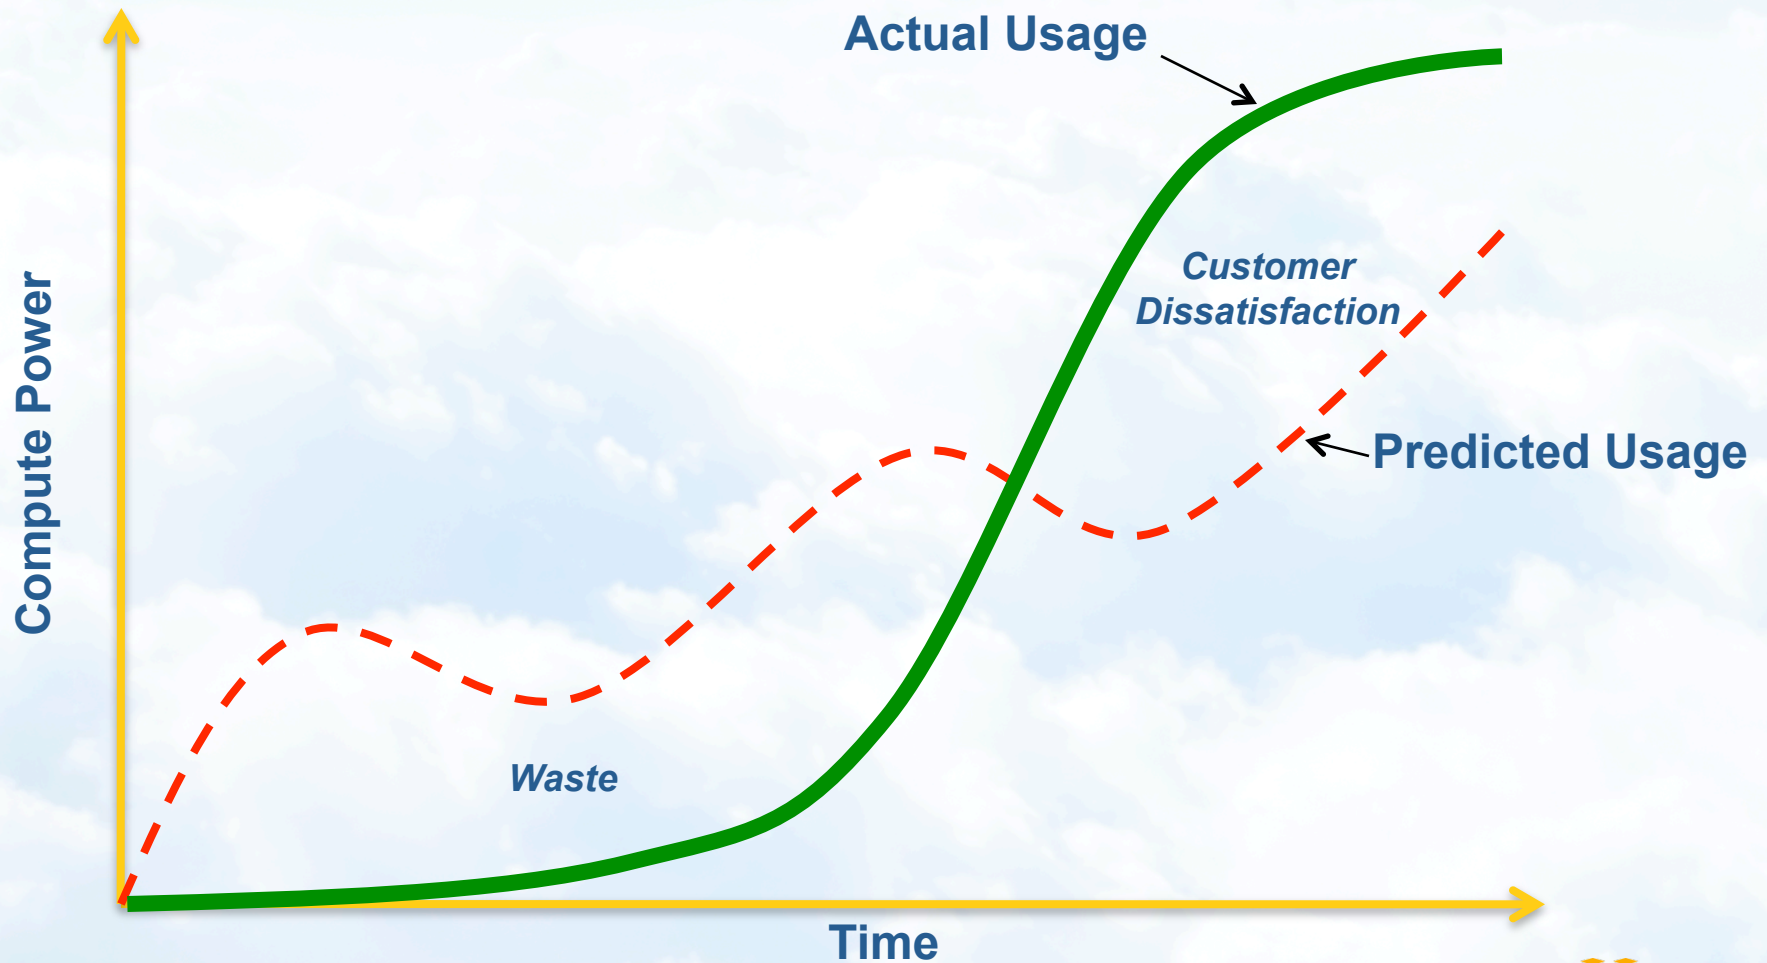 Actual Usage
Customer
Dissatisfaction
Predicted Usage
Compute Power
Waste
Time